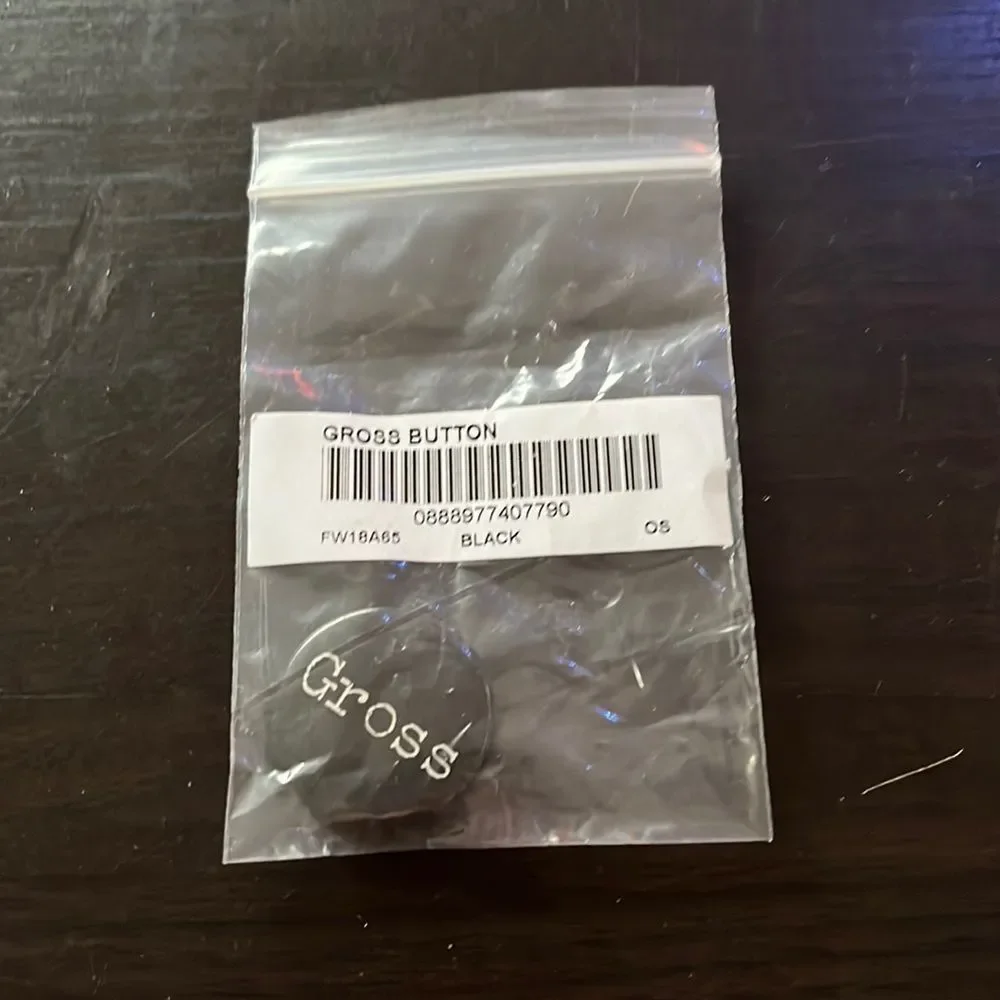 GROSS BUTTON
0888977407790
FW18A65 BLACK OS
Gross